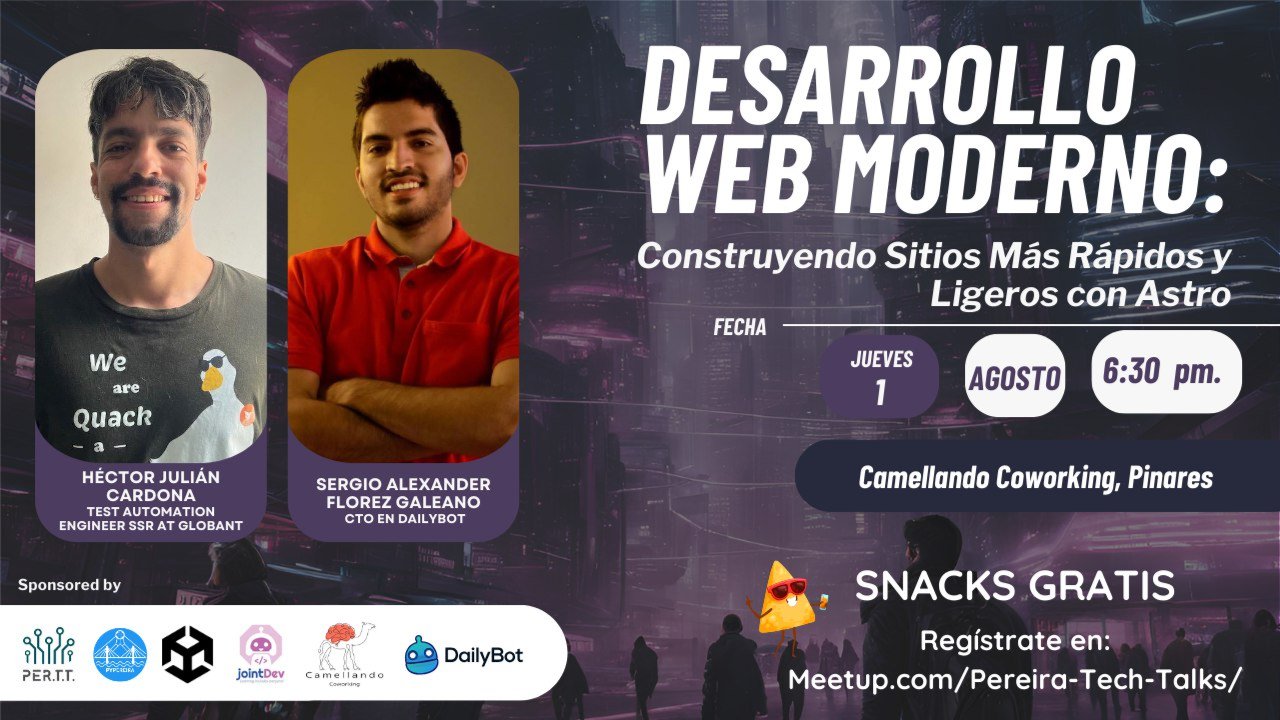 DESARROLLO
WEB MODERNO:
Construyendo Sitios Más Rápidos y
Ligeros con Astro
FECHA
JUEVES
1
AGOSTO
6:30 pm.
Camellando Coworking, Pinares
We
are
Quack
- a -
HÉCTOR JULIÁN
CARDONA
TEST AUTOMATION
ENGINEER SSR AT GLOBANT
SERGIO ALEXANDER
FLOREZ GALEANO
CTO EN DAILYBOT
Sponsored by
PER.T.T.
PYPEREIRA
jointDev
Camellando
Coworking
DailyBot
SNACKS GRATIS
Regístrate en:
Meetup.com/Pereira-Tech-Talks/